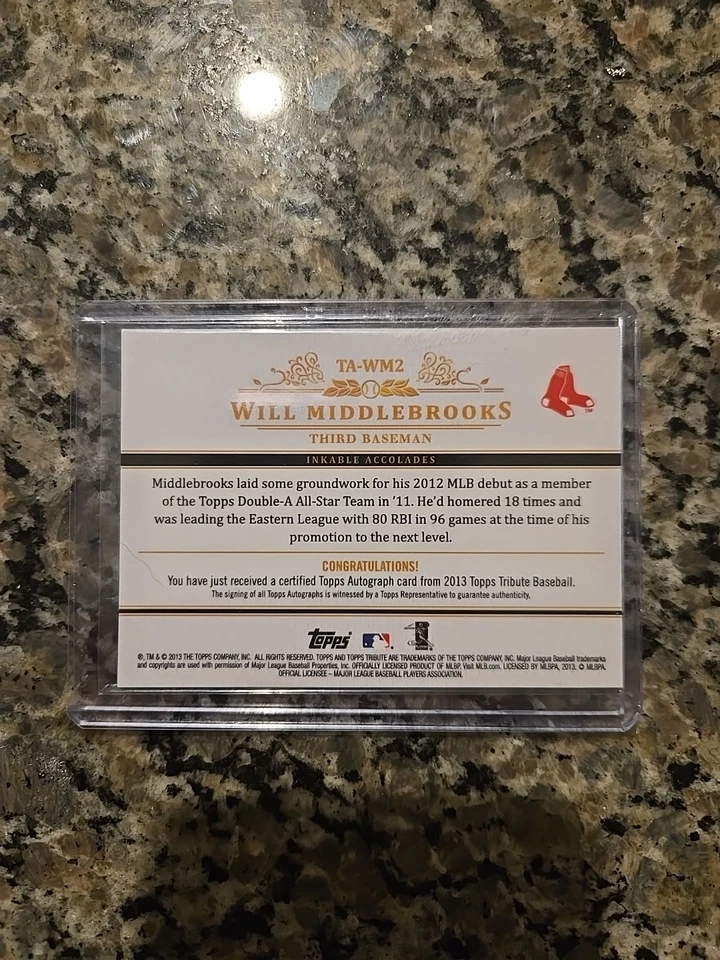 TA-WM2
WILL MIDDLEBROOKS
THIRD BASEMAN
INKABLE ACCOLADES
Middlebrooks laid some groundwork for his 2012 MLB debut as a member
of the Topps Double-A All-Star Team in '11. He'd homered 18 times and
was leading the Eastern League with 80 RBI in 96 games at the time of his
promotion to the next level.
CONGRATULATIONS!
You have just received a certified Topps Autograph card from 2013 Topps Tribute Baseball.
The signing of all Topps Autographs is witnessed by a Topps Representative to guarantee authenticity.
Topps
®, TM & © 2013 THE TOPPS COMPANY, INC. ALL RIGHTS RESERVED. TOPPS AND TOPPS TRIBUTE ARE TRADEMARKS OF THE TOPPS COMPANY, INC. Major League Baseball trademarks
and copyrights are used with permission of Major League Baseball Properties, Inc. OFFICIALLY LICENSED PRODUCT OF MLBP. Visit MLB.com. LICENSED BY MLBPA, 2013. © MLBPA,
OFFICIAL LICENSEE – MAJOR LEAGUE BASEBALL PLAYERS ASSOCIATION.